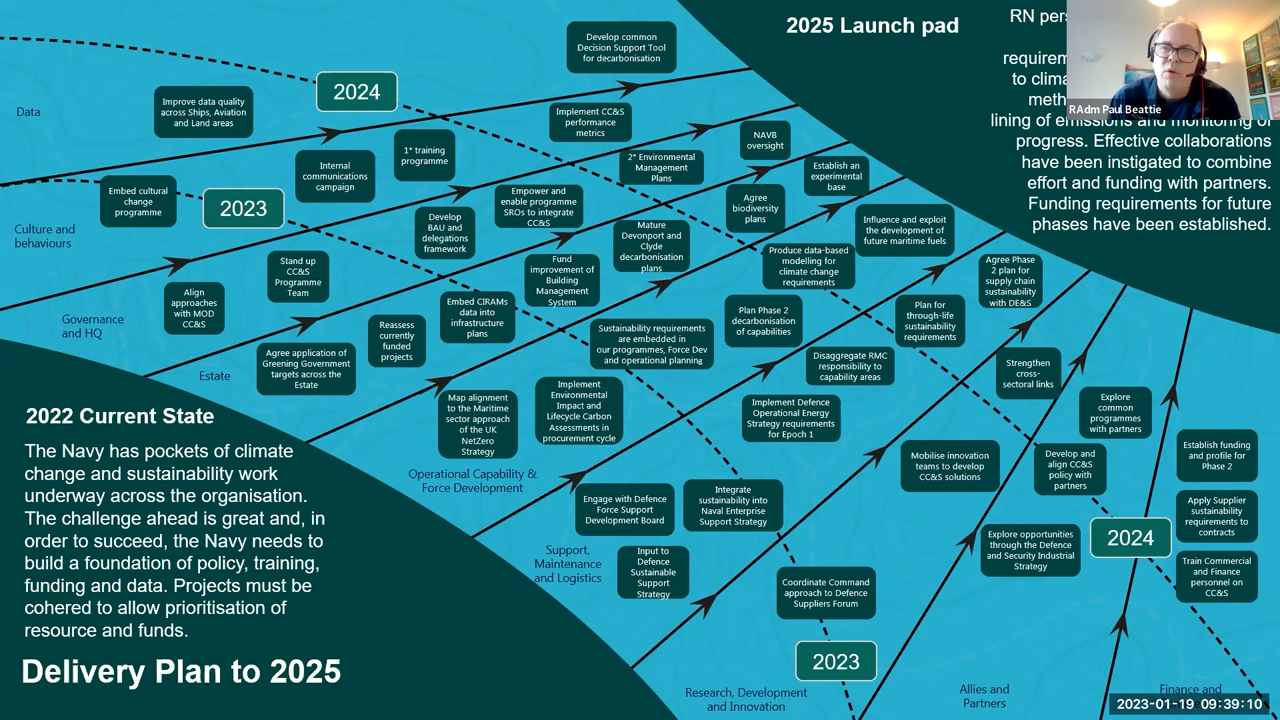 2025 Launch pad
RN
requirem
to clima
meth
RAdm Paul Beattie
lining of emissions and monitoring of
progress. Effective collaborations
have been instigated to combine
effort and funding with partners.
Funding requirements for future
phases have been established.
2024
Data
Improve data quality
across Ships, Aviation
and Land areas
Develop common
Decision Support Tool
for decarbonisation
Implement CC&S
performance
metrics
Internal
communications
campaign
1* training
programme
2* Environmental
Management
Plans
NAVB
oversight
Establish an
experimental
base
Embed cultural
change
programme
2023
Culture and
behaviours
Develop
BAU and
delegations
framework
Empower and
enable programme
SROs to integrate
CC&S
Agree
biodiversity
plans
Influence and exploit
the development of
future maritime fuels
Mature
Devonport and
Clyde
decarbonisation
plans
Produce data-based
modelling for
climate change
requirements
Agree Phase
2 plan for
supply chain
sustainability
with DE&S
Stand up
CC&S
Programme
Team
Fund
improvement of
Building
Management
System
Align
approaches
with MOD
CC&S
Governance
and HQ
Embed CIRAMs
data into
infrastructure
plans
Plan Phase 2
decarbonisation
of capabilities
Plan for
through-life
sustainability
requirements
Reassess
currently
funded
projects
Sustainability requirements
are embedded in
our programmes, Force Dev
and operational planning
Agree application of
Greening Government
targets across the
Estate
Estate
Disaggregate RMC
responsibility to
capability areas
Strengthen
cross-
sectoral links
Map alignment
to the Maritime
sector approach
of the UK
NetZero
Strategy
Implement
Environmental
Impact and
Lifecycle Carbon
Assessments in
procurement cycle
Implement Defence
Operational Energy
Strategy requirements
for Epoch 1
Explore
common
programmes
with partners
2022 Current State
The Navy has pockets of climate
change and sustainability work
underway across the organisation.
The challenge ahead is great and, in
order to succeed, the Navy needs to
build a foundation of policy, training,
funding and data. Projects must be
cohered to allow prioritisation of
resource and funds.
Delivery Plan to 2025
Operational Capability &
Force Development
Mobilise innovation
teams to develop
CC&S solutions
Develop and
align CC&S
policy with
partners
Establish funding
and profile for
Phase 2
Engage with Defence
Force Support
Development Board
Integrate
sustainability into
Naval Enterprise
Support Strategy
Apply Supplier
sustainability
requirements to
contracts
2024
Explore opportunities
through the Defence
and Security Industrial
Strategy
Support,
Maintenance
and Logistics
Input to
Defence
Sustainable
Support
Strategy
Train Commercial
and Finance
personnel on
CC&S
Coordinate Command
approach to Defence
Suppliers Forum
2023
Research, Development
and Innovation
Allies and
Partners
Finance and
2023-01-19 09:39:10